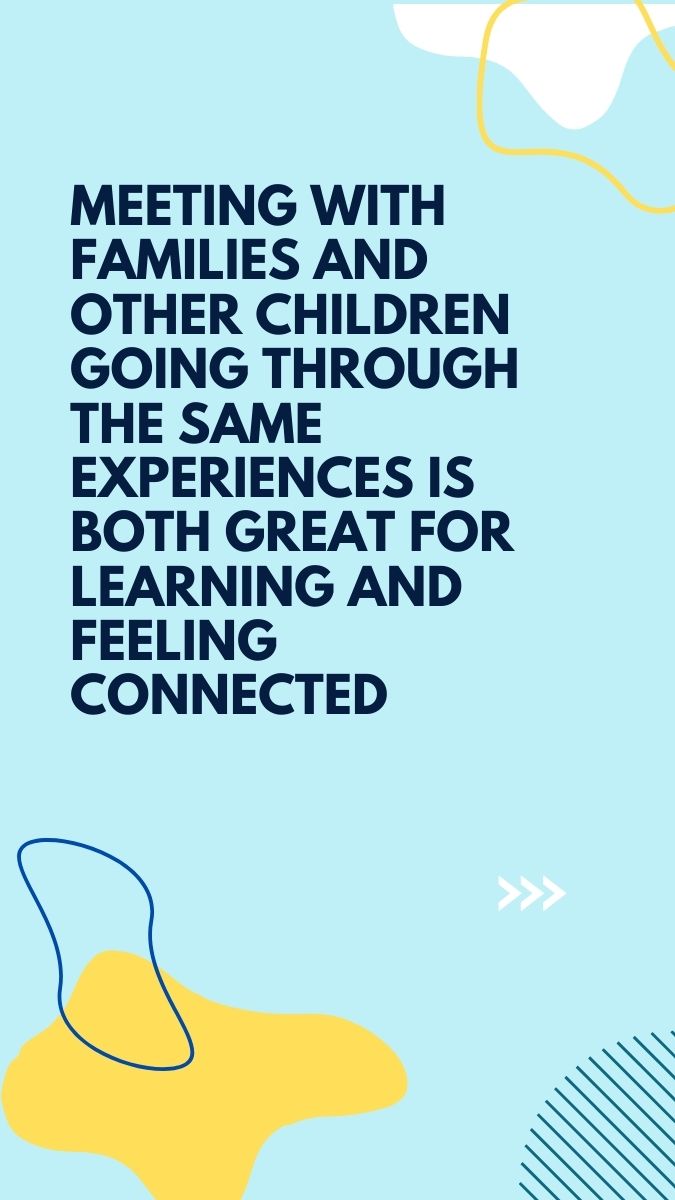 MEETING WITH
FAMILIES AND
OTHER CHILDREN
GOING THROUGH
THE SAME
EXPERIENCES IS
BOTH GREAT FOR
LEARNING AND
FEELING
CONNECTED